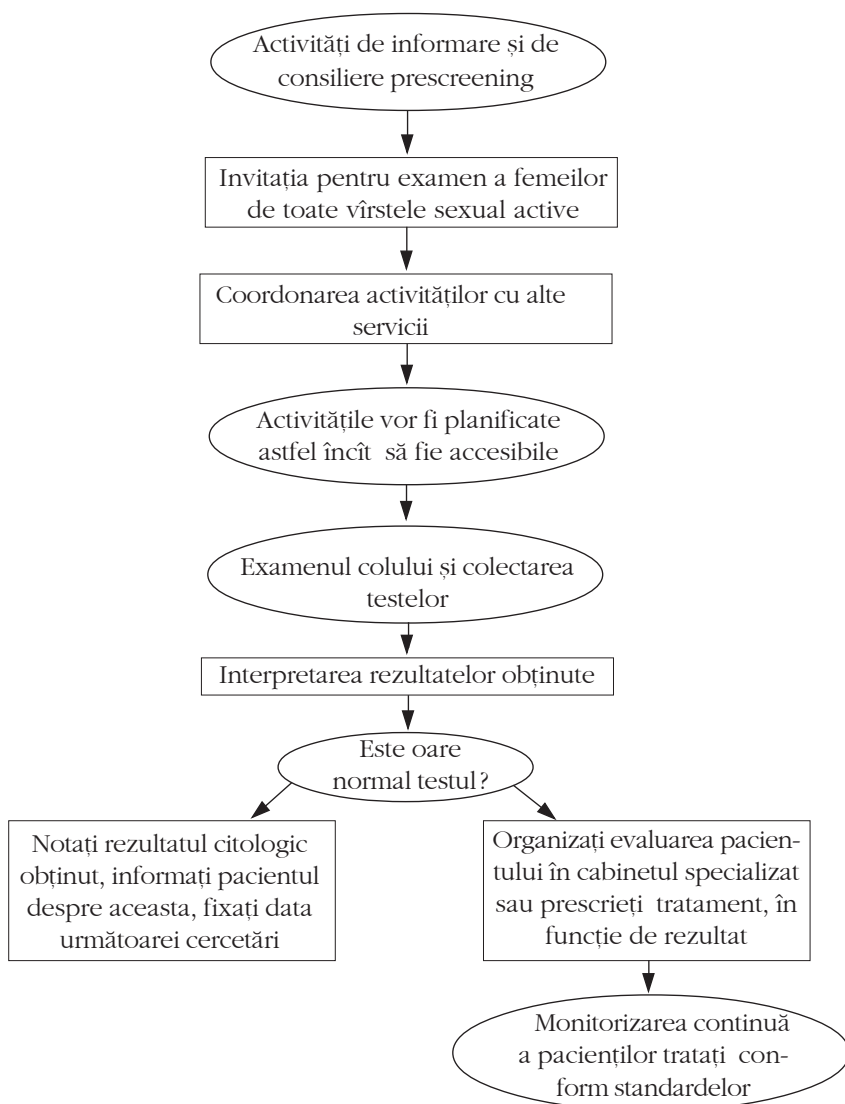 Activități de informare și de
consiliere prescreening
Invitația pentru examen a femeilor
de toate vîrstele sexual active
Coordonarea activităților cu alte
servicii
Activitățile vor fi planificate
astfel încît să fie accesibile
Examenul colului și colectarea
testelor
Interpretarea rezultatelor obținute
Este oare
normal testul?
Notați rezultatul citologic
obținut, informați pacientul
despre aceasta, fixați data
următoarei cercetări
Organizați evaluarea pacien-
tului în cabinetul specializat
sau prescrieți tratament, în
funcție de rezultat
Monitorizarea continuă
a pacienților tratați con-
form standardelor